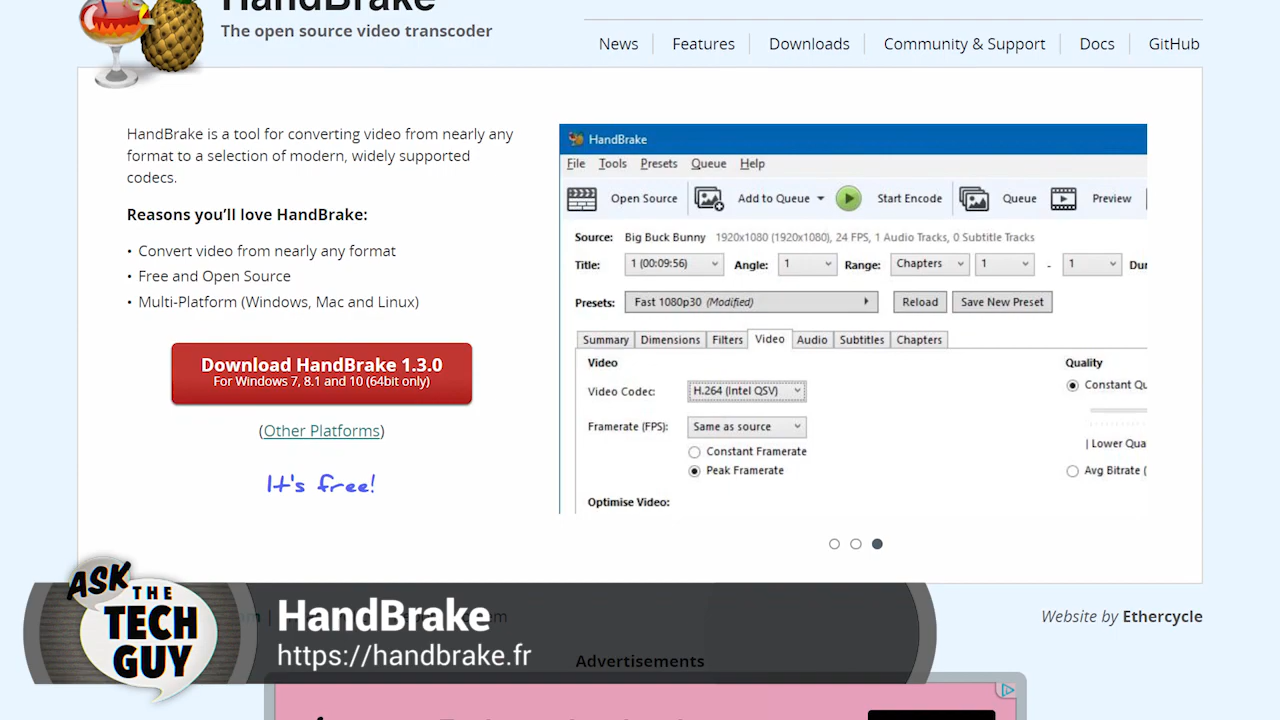 HandBrake
The open source video transcoder
News
Features
Downloads
Community & Support
Docs
GitHub
HandBrake is a tool for converting video from nearly any
format to a selection of modern, widely supported
codecs.
Reasons you'll love HandBrake:
• Convert video from nearly any format
• Free and Open Source
• Multi-Platform (Windows, Mac and Linux)
Download HandBrake 1.3.0
For Windows 7, 8.1 and 10 (64bit only)
(Other Platforms)
It's free!
HandBrake
File Tools Presets Queue Help
Open Source Add to Queue Start Encode Queue Preview
Source: Big Buck Bunny 1920x1080 (1920x1080), 24 FPS, 1 Audio Tracks, 0 Subtitle Tracks
Title: 1 (00:09:56) Angle: 1 Range: Chapters 1 - 1 Dur
Presets: Fast 1080p30 (Modified) Reload Save New Preset
Summary Dimensions Filters Video Audio Subtitles Chapters
Video Quality
Video Codec: H.264 (Intel QSV) Constant Qu
Framerate (FPS): Same as source
Constant Framerate | Lower Qua
Peak Framerate Avg Bitrate (
Optimise Video:
ASK
THE
TECH
GUY
HandBrake
https://handbrake.fr
Website by Ethercycle
Advertisements